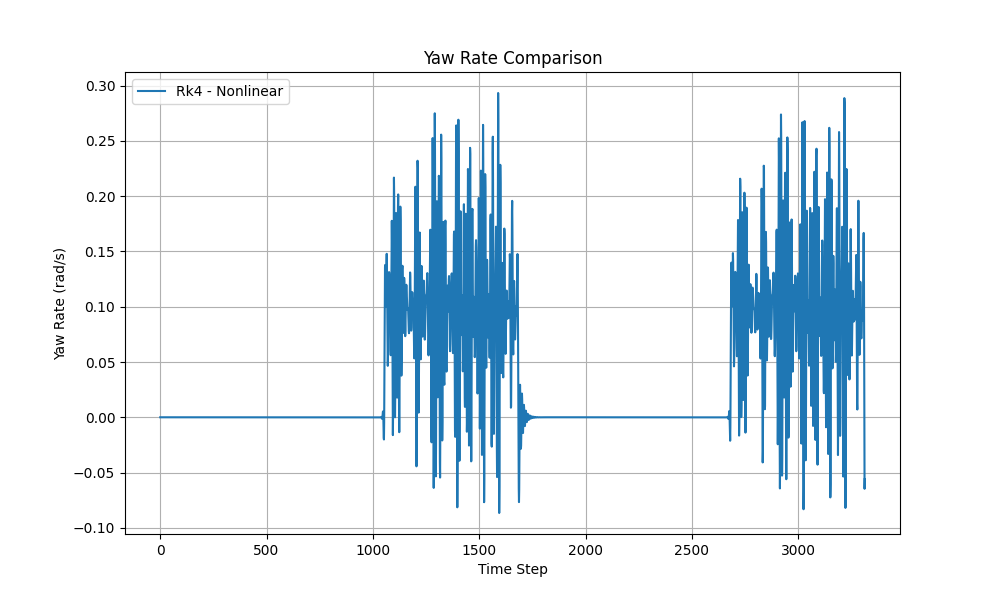 Yaw Rate Comparison
Rk4 - Nonlinear
Yaw Rate (rad/s)
0.30
0.25
0.20
0.15
0.10
0.05
0.00
−0.05
−0.10
0 500 1000 1500 2000 2500 3000
Time Step